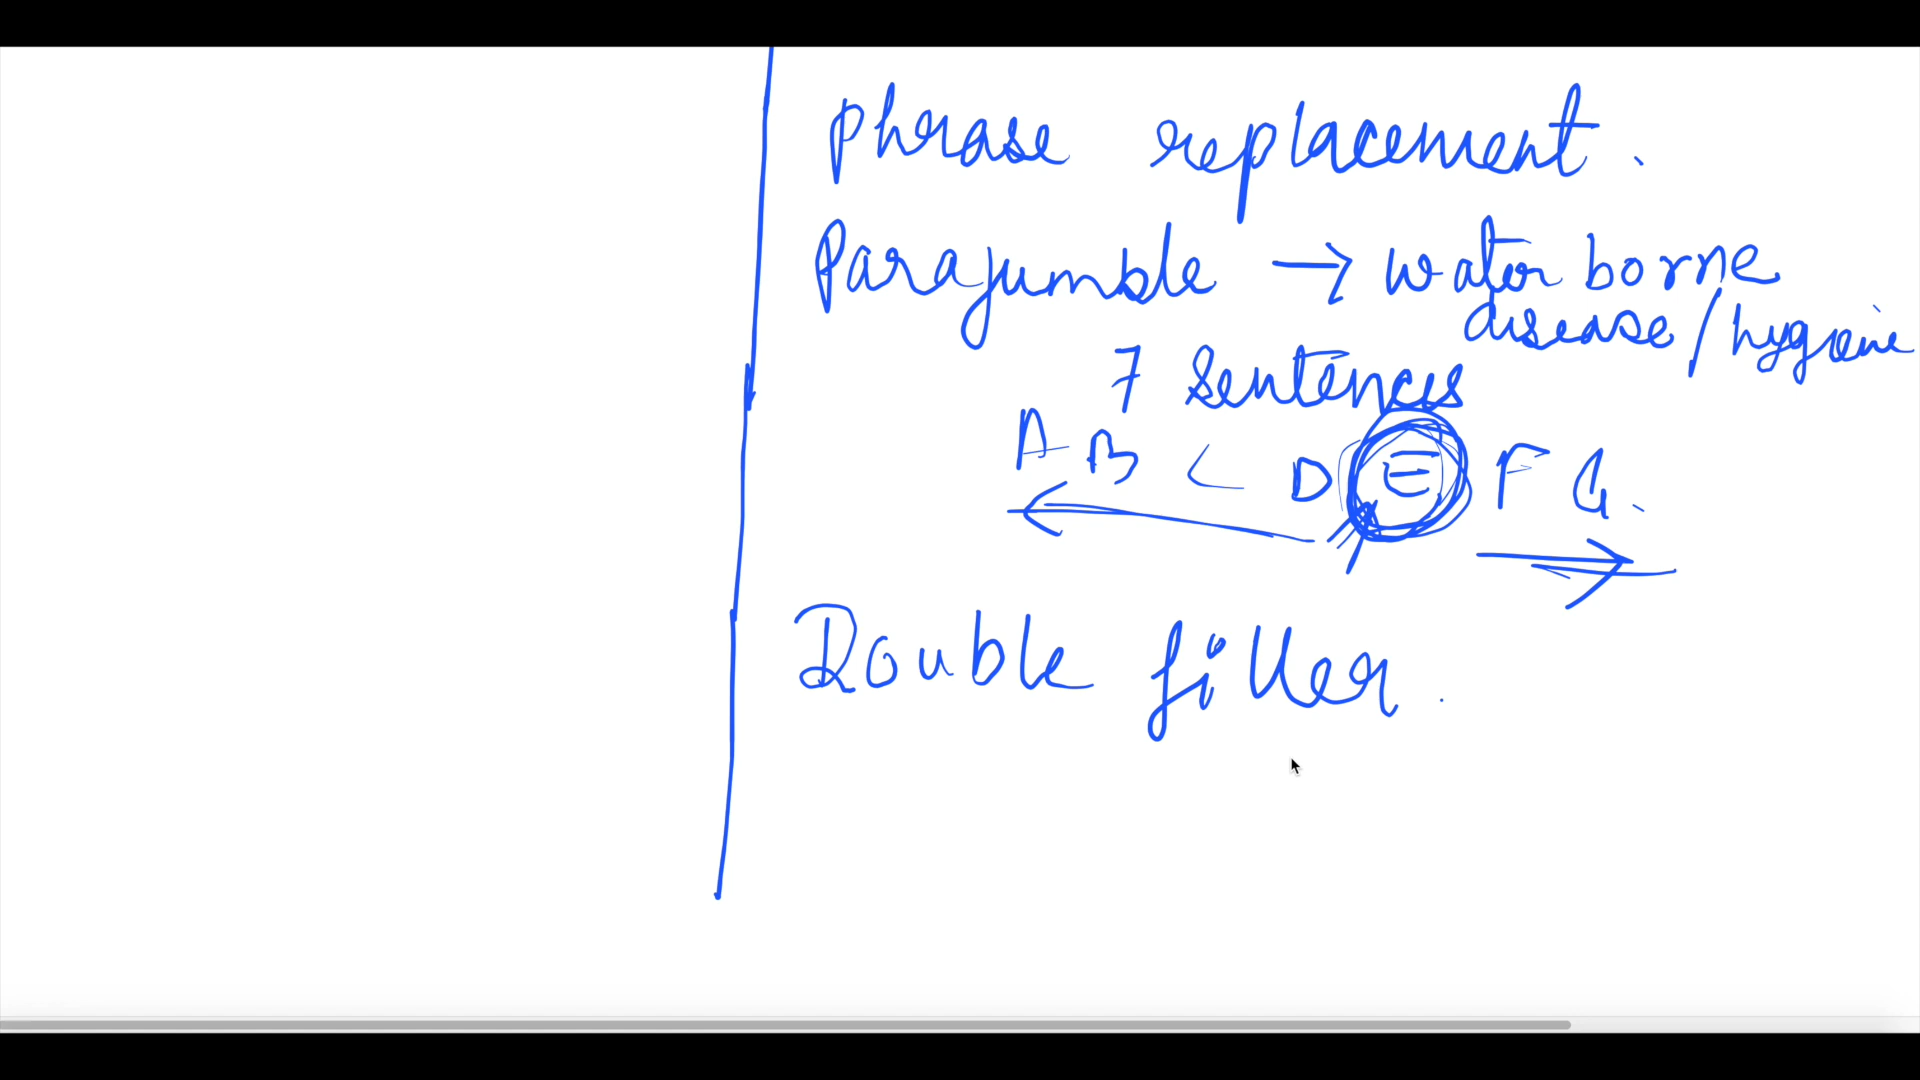 Phrase replacement.
Parajumble → water borne
disease/hygiene
7 sentences
A B C D E F G.
Double filler.